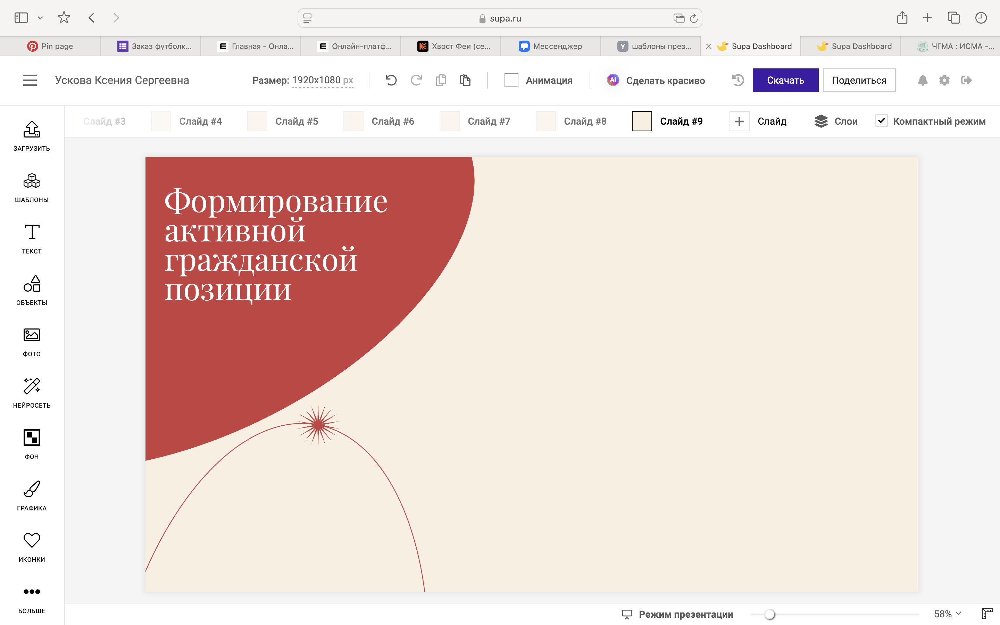 supa.ru
Pin page
Заказ футболк...
Главная - Онла...
Онлайн-платф...
Хвост Феи (се...
Мессенджер
шаблоны през...
Supa Dashboard
Supa Dashboard
ЧГМА : ИСМА -...
Ускова Ксения Сергеевна
Размер: 1920x1080 px
Анимация
AI
Сделать красиво
Скачать
Поделиться
Слайд #3
Слайд #4
Слайд #5
Слайд #6
Слайд #7
Слайд #8
Слайд #9
Слайд
Слои
Компактный режим
ЗАГРУЗИТЬ
ШАБЛОНЫ
ТЕКСТ
ОБЪЕКТЫ
ФОТО
НЕЙРОСЕТЬ
ФОН
ГРАФИКА
ИКОНКИ
БОЛЬШЕ
Формирование
активной
гражданской
позиции
Режим презентации
58%